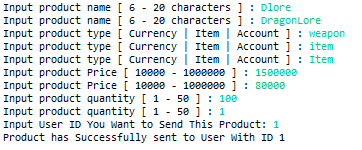 Input product name [ 6 - 20 characters ] : Dlore
Input product name [ 6 - 20 characters ] : DragonLore
Input product type [ Currency | Item | Account ] : weapon
Input product type [ Currency | Item | Account ] : item
Input product type [ Currency | Item | Account ] : Item
Input product Price [ 10000 - 1000000 ] : 1500000
Input product Price [ 10000 - 1000000 ] : 80000
Input product quantity [ 1 - 50 ] : 100
Input product quantity [ 1 - 50 ] : 1
Input User ID You Want to Send This Product: 1
Product has Successfully sent to User With ID 1